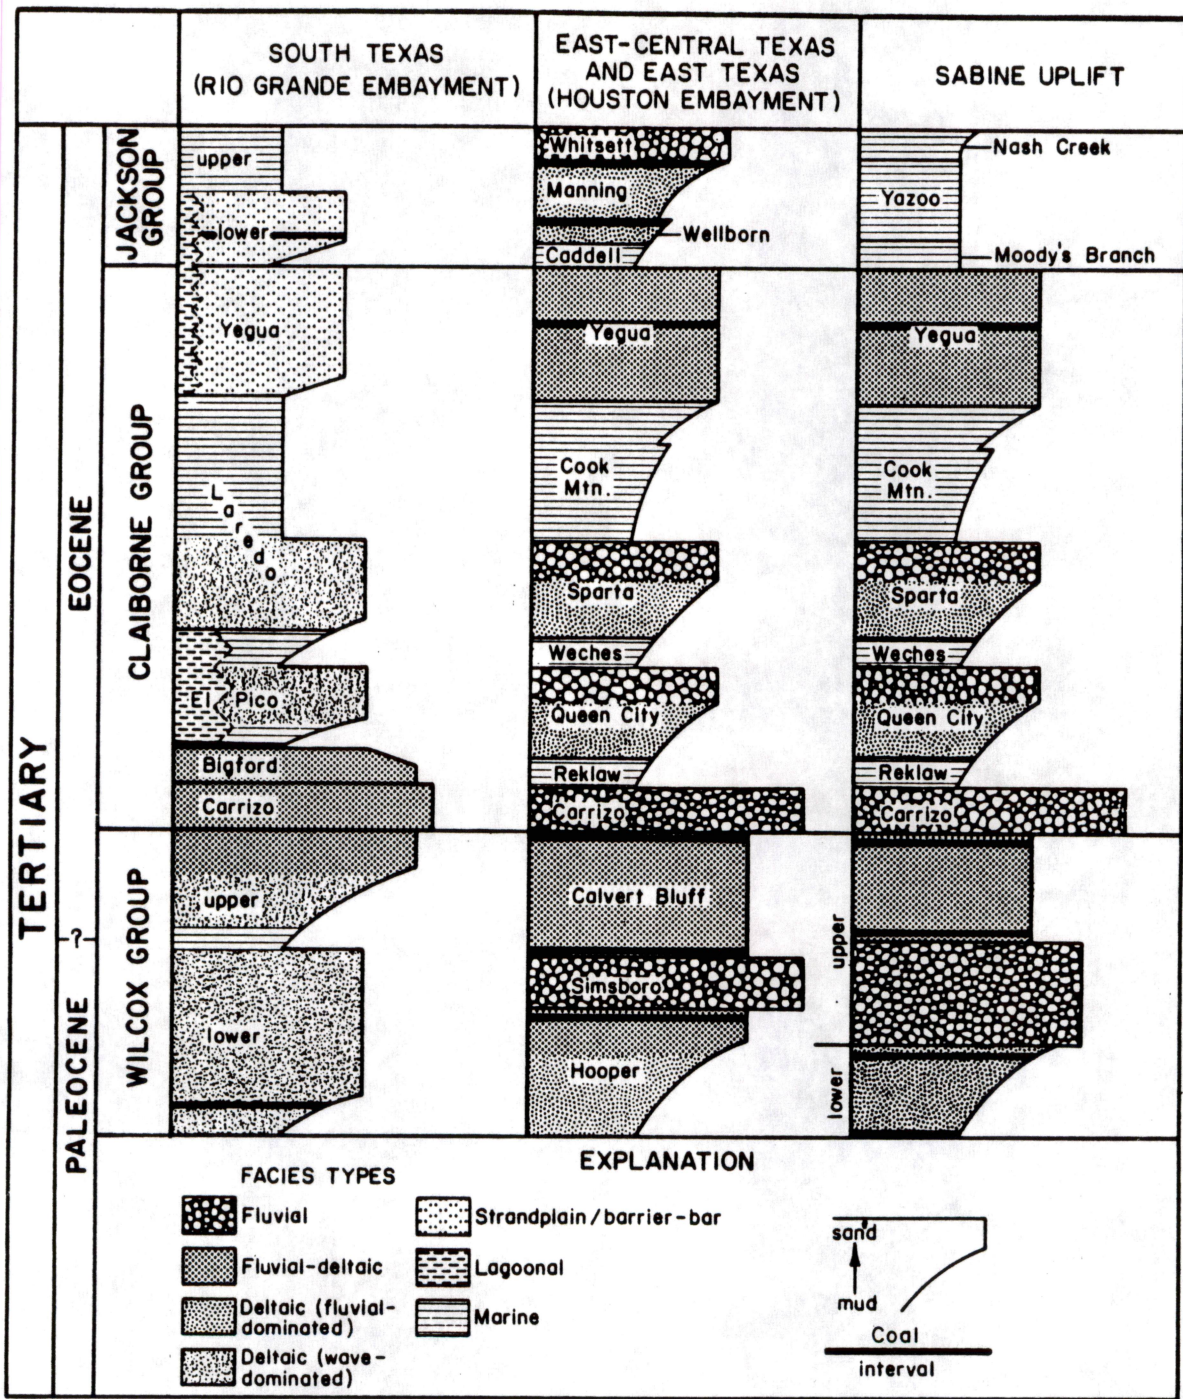 SOUTH TEXAS
(RIO GRANDE EMBAYMENT)
EAST-CENTRAL TEXAS
AND EAST TEXAS
(HOUSTON EMBAYMENT)
SABINE UPLIFT
TERTIARY
EOCENE
PALEOCENE
-?-
JACKSON
GROUP
CLAIBORNE GROUP
WILCOX GROUP
upper
lower
Yegua
Laredo
El Pico
Bigford
Carrizo
upper
lower
Whitsett
Manning
Wellborn
Caddell
Yegua
Cook
Mtn.
Sparta
Weches
Queen City
Reklaw
Carrizo
Calvert Bluff
Simsboro
Hooper
Nash Creek
Yazoo
Moody's Branch
Yegua
Cook
Mtn.
Sparta
Weches
Queen City
Reklaw
Carrizo
upper
lower
EXPLANATION
FACIES TYPES
Fluvial
Fluvial-deltaic
Deltaic (fluvial-
dominated)
Deltaic (wave-
dominated)
Strandplain/barrier-bar
Lagoonal
Marine
sand
mud
Coal
interval